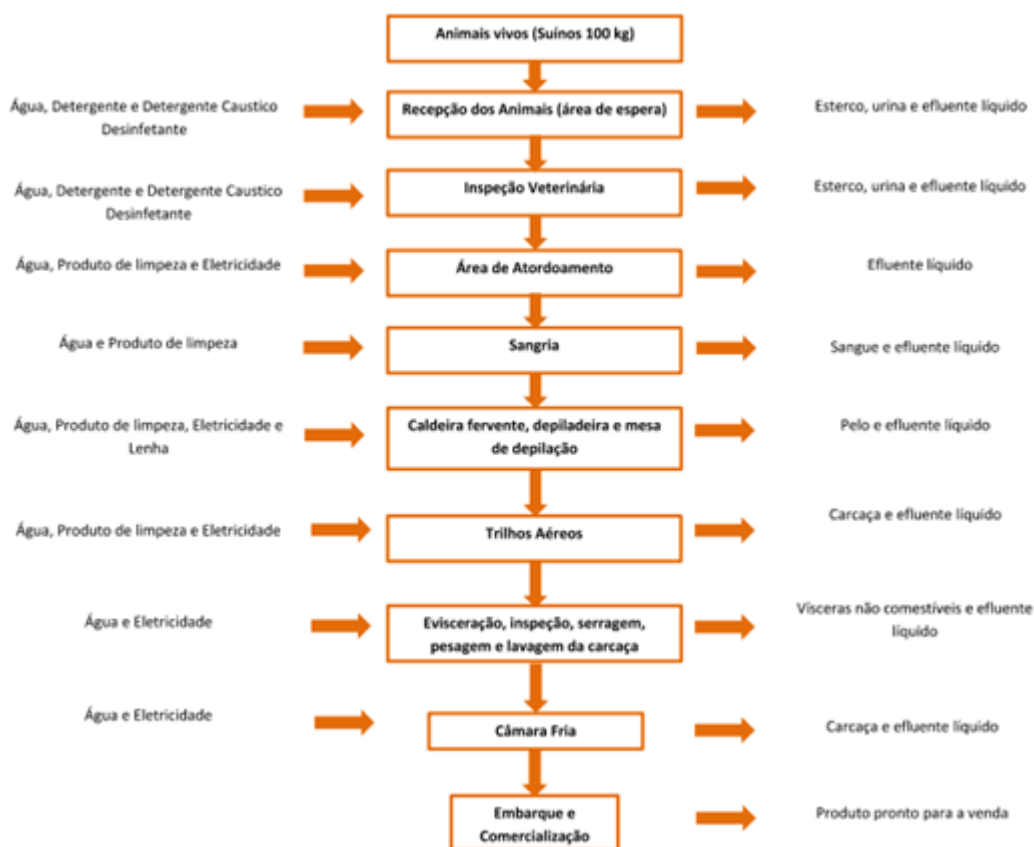 Animais vivos (Suínos 100 kg)
Água, Detergente e Detergente Caustico
Desinfetante
Recepção dos Animais (área de espera)
Esterco, urina e efluente líquido
Água, Detergente e Detergente Caustico
Desinfetante
Inspeção Veterinária
Esterco, urina e efluente líquido
Água, Produto de limpeza e Eletricidade
Área de Atordoamento
Efluente líquido
Água e Produto de limpeza
Sangria
Sangue e efluente líquido
Água, Produto de limpeza, Eletricidade e
Lenha
Caldeira fervente, depiladeira e mesa
de depilação
Pelo e efluente líquido
Água, Produto de limpeza e Eletricidade
Trilhos Aéreos
Carcaça e efluente líquido
Água e Eletricidade
Evisceração, inspeção, serragem,
pesagem e lavagem da carcaça
Vísceras não comestíveis e efluente
líquido
Água e Eletricidade
Câmara Fria
Carcaça e efluente líquido
Embarque e
Comercialização
Produto pronto para a venda